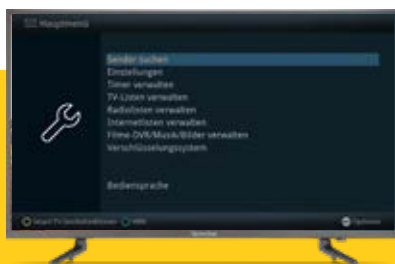 Hauptmenü
Sender suchen
Einstellungen
Timer verwalten
TV-Listen verwalten
Radiolisten verwalten
Internetlisten verwalten
Filme-DVR/Musik/Bilder verwalten
Verschlüsselungssystem
Bediensprache
Optionen